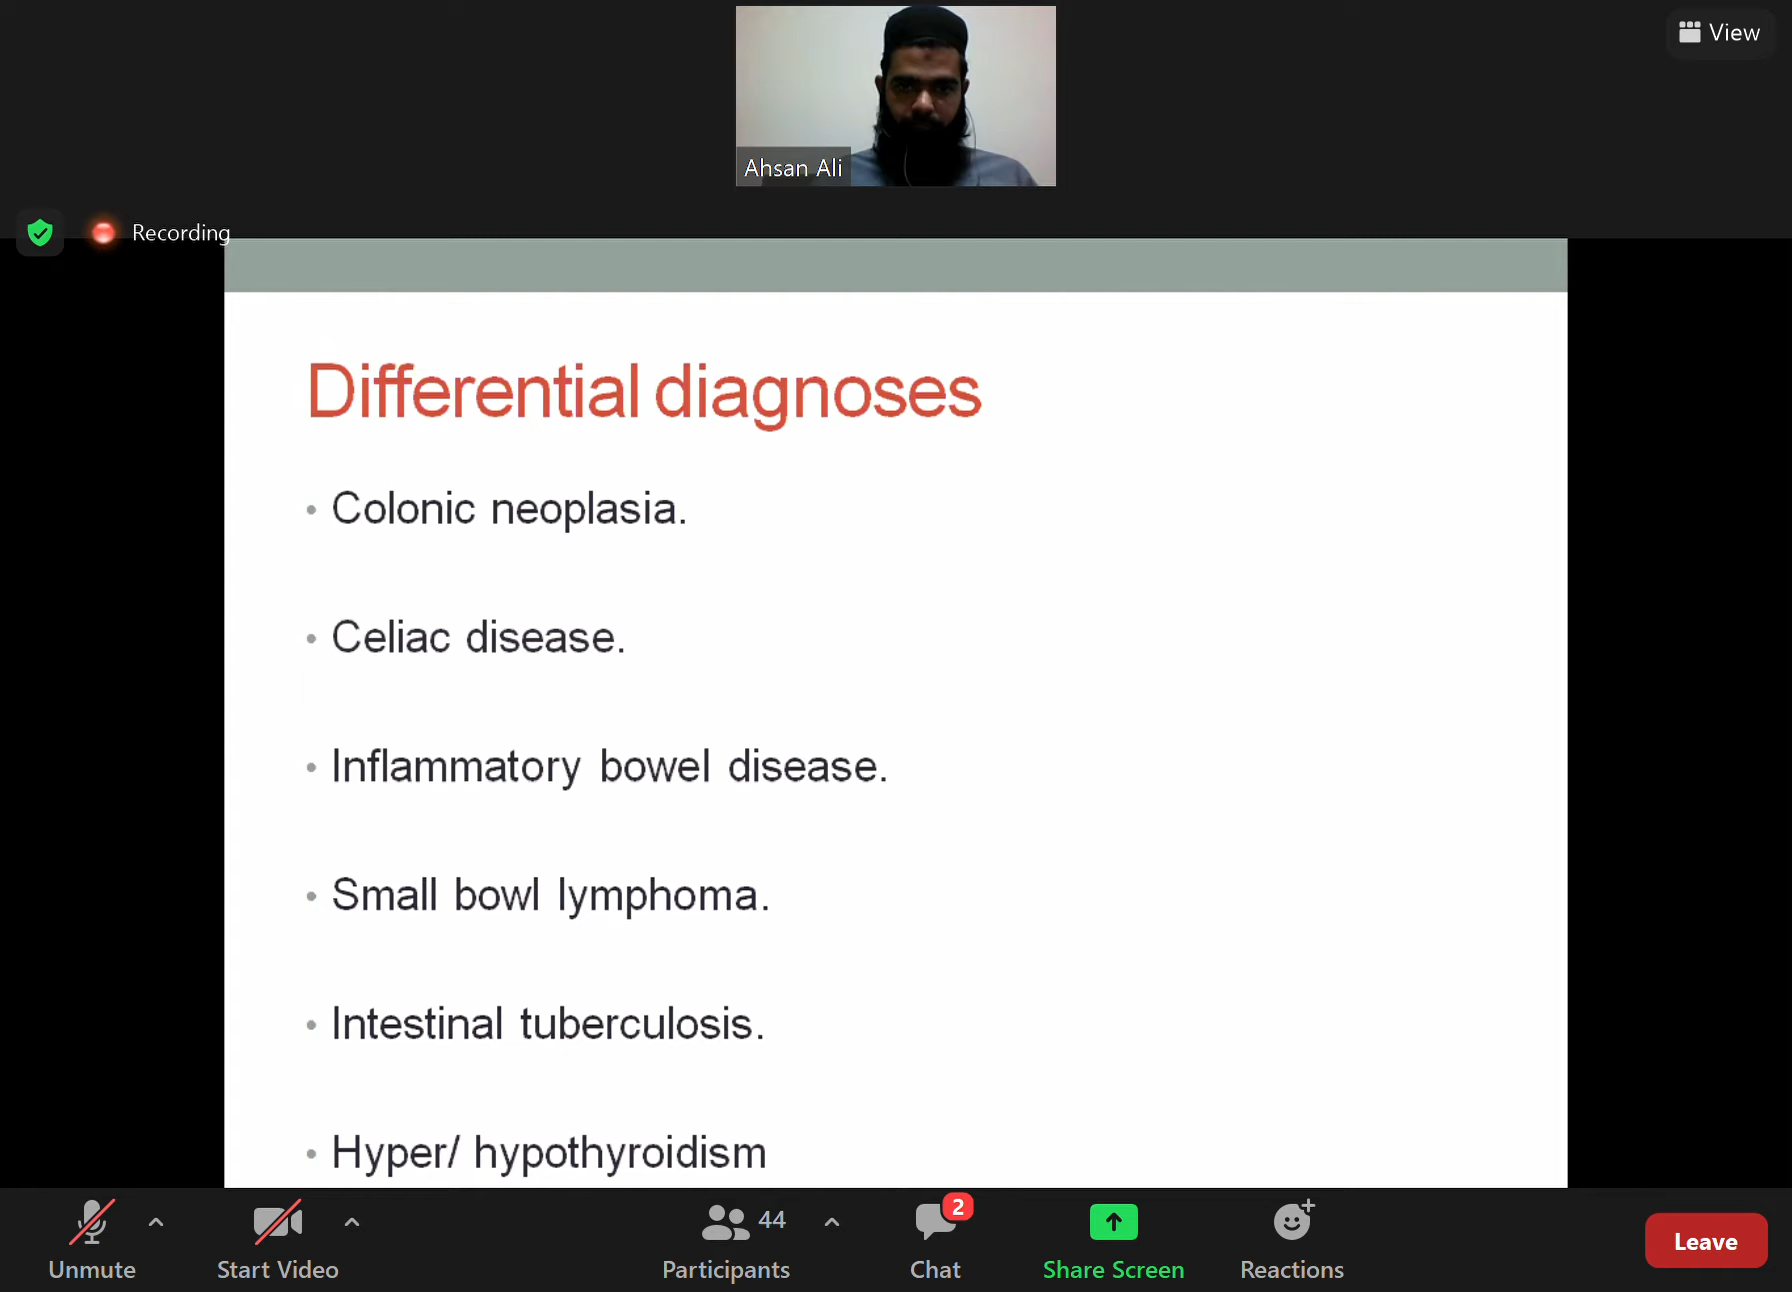 View
Ahsan Ali
Recording
Differential diagnoses
• Colonic neoplasia.
• Celiac disease.
• Inflammatory bowel disease.
• Small bowl lymphoma.
• Intestinal tuberculosis.
• Hyper/ hypothyroidism
44
2
Unmute
Start Video
Participants
Chat
Share Screen
Reactions
Leave